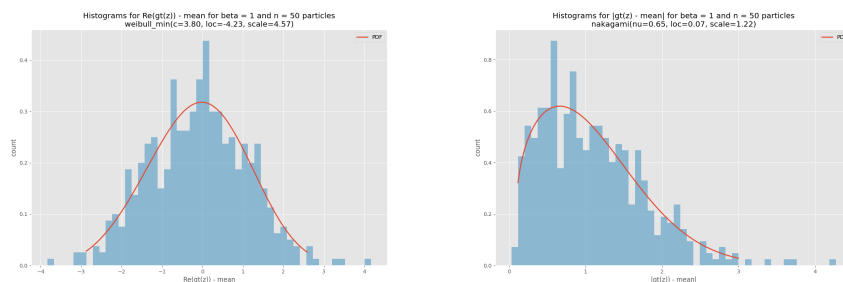 Histograms for Re(gt(z)) - mean for beta = 1 and n = 50 particles
weibull_min(c=3.80, loc=-4.23, scale=4.57)
PDF
0.4
0.3
0.2
0.1
0.0
count
−4 −3 −2 −1 0 1 2 3 4
Re(gt(z)) - mean
Histograms for |gt(z) - mean| for beta = 1 and n = 50 particles
nakagami(nu=0.65, loc=0.07, scale=1.22)
PD
0.8
0.6
0.4
0.2
0.0
count
0 1 2 3 4
|gt(z)) - mean|